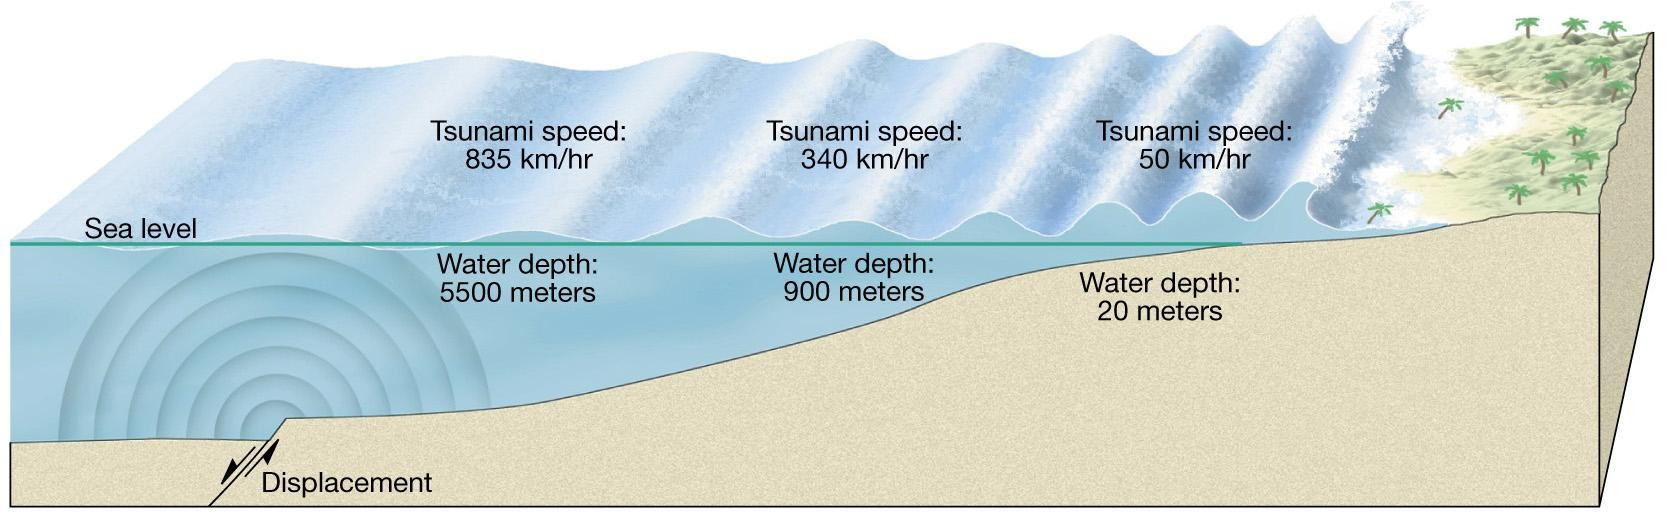 Tsunami speed:
835 km/hr
Tsunami speed:
340 km/hr
Tsunami speed:
50 km/hr
Sea level
Water depth:
5500 meters
Water depth:
900 meters
Water depth:
20 meters
Displacement